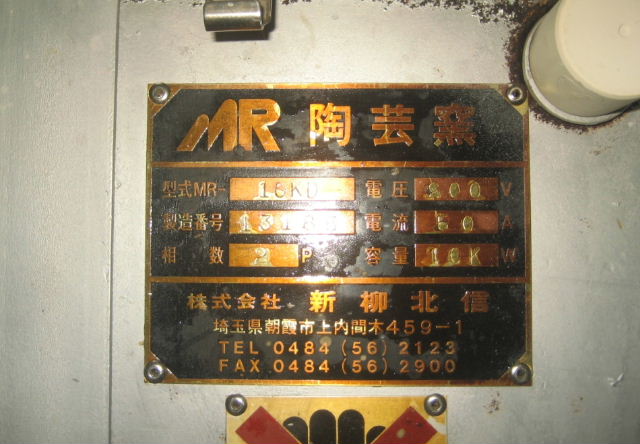 MR 陶芸窯
型式MR- 10KD 電圧 200 V
製造番号 電流 50 A
相数 2 P 容量 10K W
株式会社 新柳北信
埼玉県朝霞市上内間木459-1
TEL 0484 (56) 2123
FAX 0484 (56) 2900